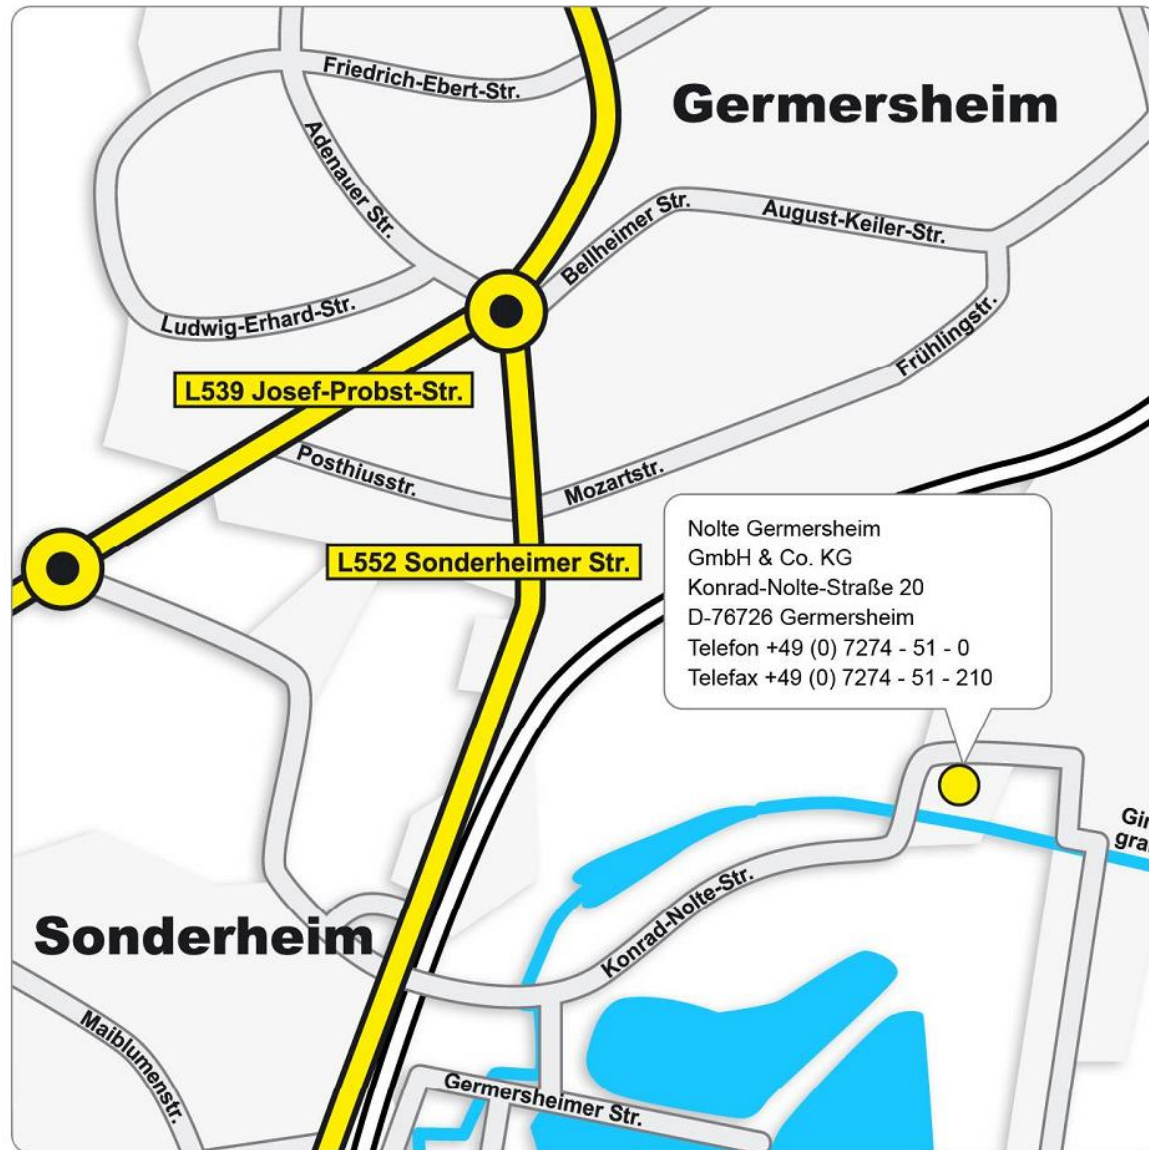 Friedrich-Ebert-Str.
Germersheim
Adenauer Str.
Bellheimer Str.
August-Keiler-Str.
Ludwig-Erhard-Str.
Frühlingstr.
L539 Josef-Probst-Str.
Posthiusstr.
Mozartstr.
L552 Sonderheimer Str.
Nolte Germersheim
GmbH & Co. KG
Konrad-Nolte-Straße 20
D-76726 Germersheim
Telefon +49 (0) 7274 - 51 - 0
Telefax +49 (0) 7274 - 51 - 210
Konrad-Nolte-Str.
Sonderheim
Maiblumenstr.
Germersheimer Str.